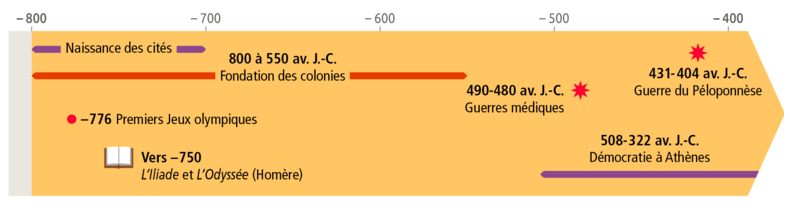 – 800 – 700 – 600 – 500 – 400
Naissance des cités
800 à 550 av. J.-C.
Fondation des colonies
490-480 av. J.-C.
Guerres médiques
431-404 av. J.-C.
Guerre du Péloponnèse
–776 Premiers Jeux olympiques
Vers –750
L’Iliade et L’Odyssée (Homère)
508-322 av. J.-C.
Démocratie à Athènes